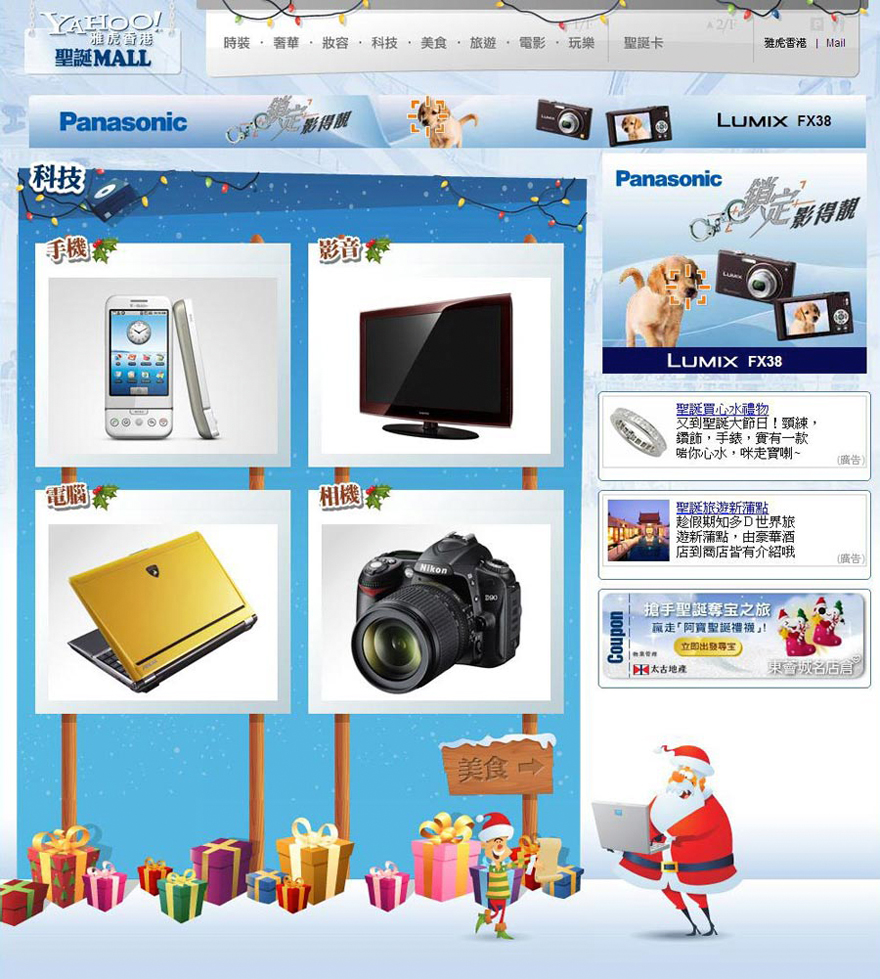 YAHOO!
雅虎香港
聖誕MALL
1/F
2/F
P
時裝 · 奢華 · 妝容 · 科技 · 美食 · 旅遊 · 電影 · 玩樂
聖誕卡
雅虎香港 | Mail
Panasonic
鎖定影得靚
LUMIX FX38
科技
手機
影音
電腦
相機
Nikon
D90
美食
Panasonic
鎖定影得靚
LUMIX
LUMIX FX38
聖誕買心水禮物
又到聖誕大節日！頸鍊，
鑽飾，手錶，實有一款
啱你心水，咪走寶喇~
(廣告)
聖誕旅遊新蒲點
趁假期知多Ｄ世界旅
遊新蒲點，由豪華酒
店到商店皆有介紹哦
(廣告)
Coupon
搶手聖誕奪宝之旅
贏走「阿寶聖誕禮襪」!
立即出發尋宝
太古地產
東薈城名店倉